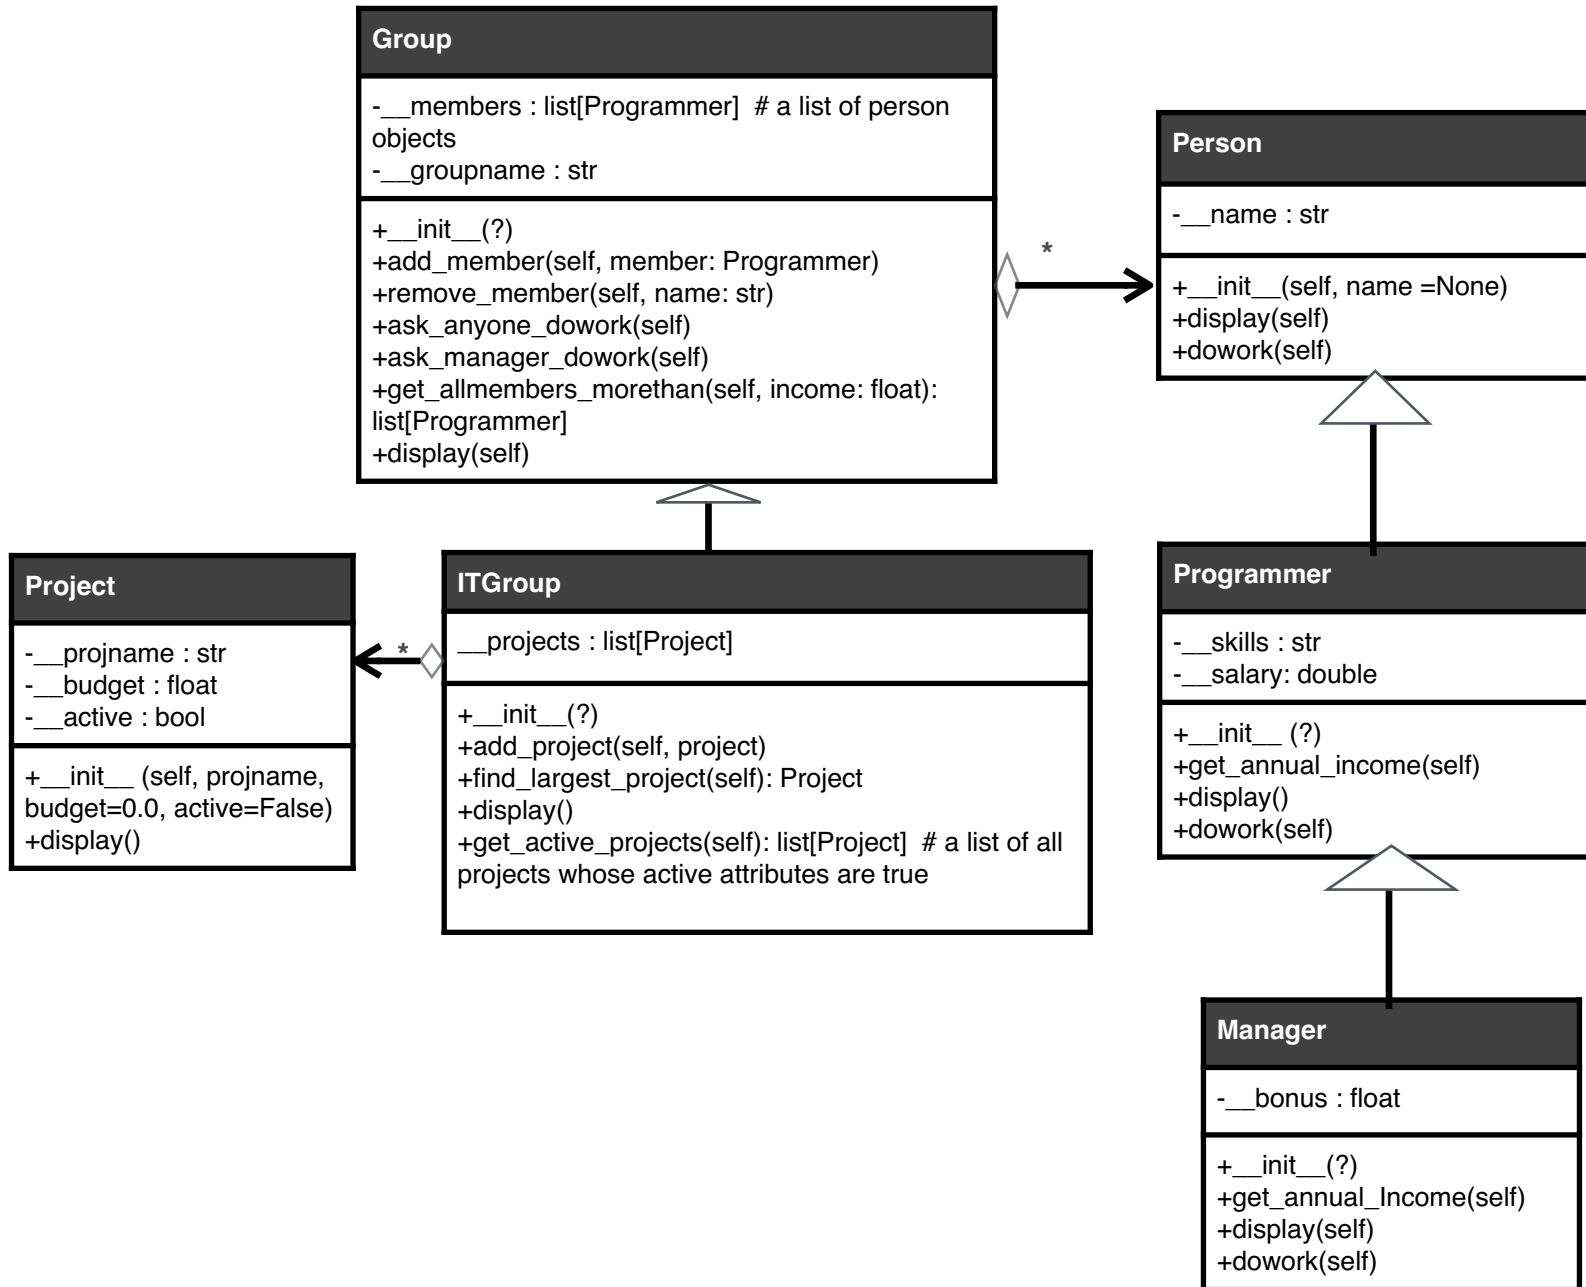 Group
-__members : list[Programmer]  # a list of person
objects
-__groupname : str
+__init__(?)
+add_member(self, member: Programmer)
+remove_member(self, name: str)
+ask_anyone_dowork(self)
+ask_manager_dowork(self)
+get_allmembers_morethan(self, income: float):
list[Programmer]
+display(self)
*
Person
-__name : str
+__init__(self, name =None)
+display(self)
+dowork(self)
Project
-__projname : str
-__budget : float
-__active : bool
+__init__ (self, projname,
budget=0.0, active=False)
+display()
*
ITGroup
__projects : list[Project]
+__init__(?)
+add_project(self, project)
+find_largest_project(self): Project
+display()
+get_active_projects(self): list[Project]  # a list of all
projects whose active attributes are true
Programmer
-__skills : str
-__salary: double
+__init__ (?)
+get_annual_income(self)
+display()
+dowork(self)
Manager
-__bonus : float
+__init__(?)
+get_annual_Income(self)
+display(self)
+dowork(self)